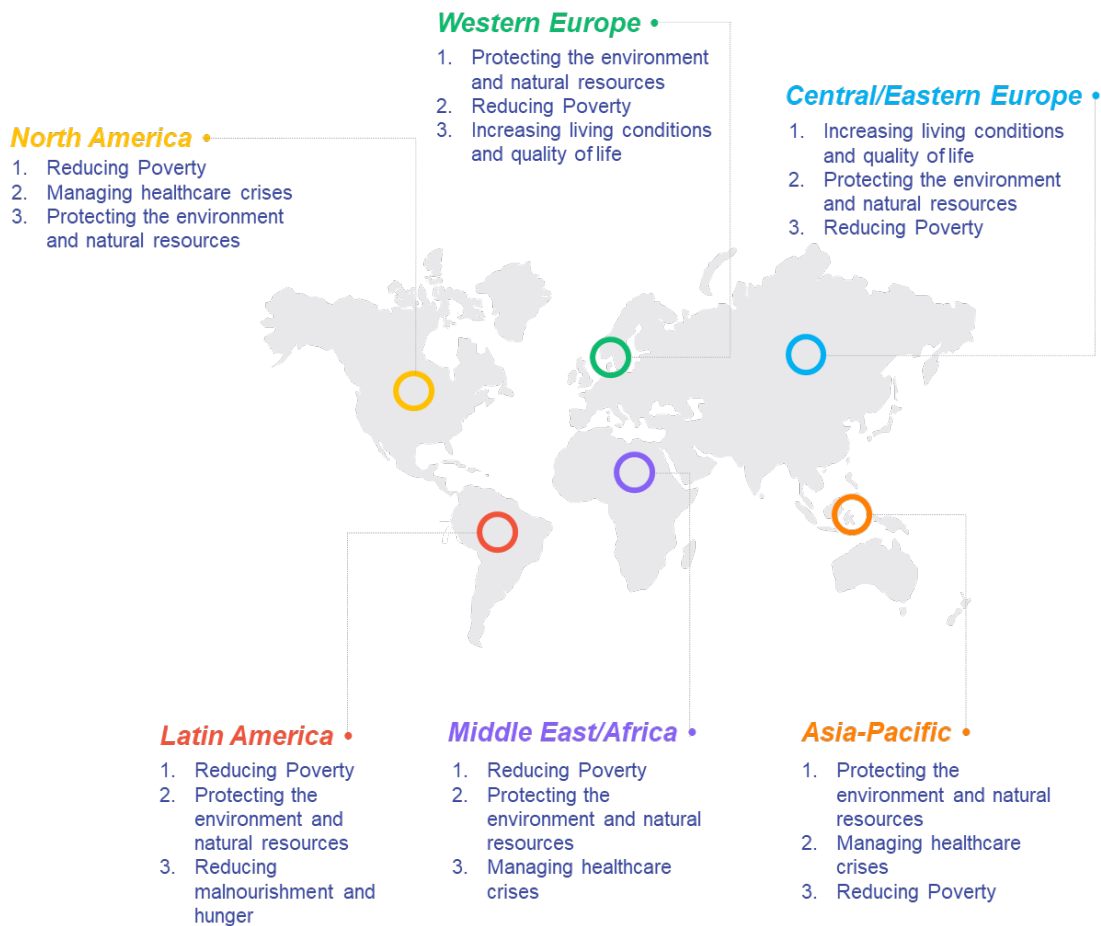 Western Europe •
1. Protecting the environment
and natural resources
2. Reducing Poverty
3. Increasing living conditions
and quality of life
Central/Eastern Europe •
1. Increasing living conditions
and quality of life
2. Protecting the environment
and natural resources
3. Reducing Poverty
North America •
1. Reducing Poverty
2. Managing healthcare crises
3. Protecting the environment
and natural resources
Latin America •
1. Reducing Poverty
2. Protecting the
environment and
natural resources
3. Reducing
malnourishment and
hunger
Middle East/Africa •
1. Reducing Poverty
2. Protecting the
environment and natural
resources
3. Managing healthcare
crises
Asia-Pacific •
1. Protecting the
environment and natural
resources
2. Managing healthcare
crises
3. Reducing Poverty